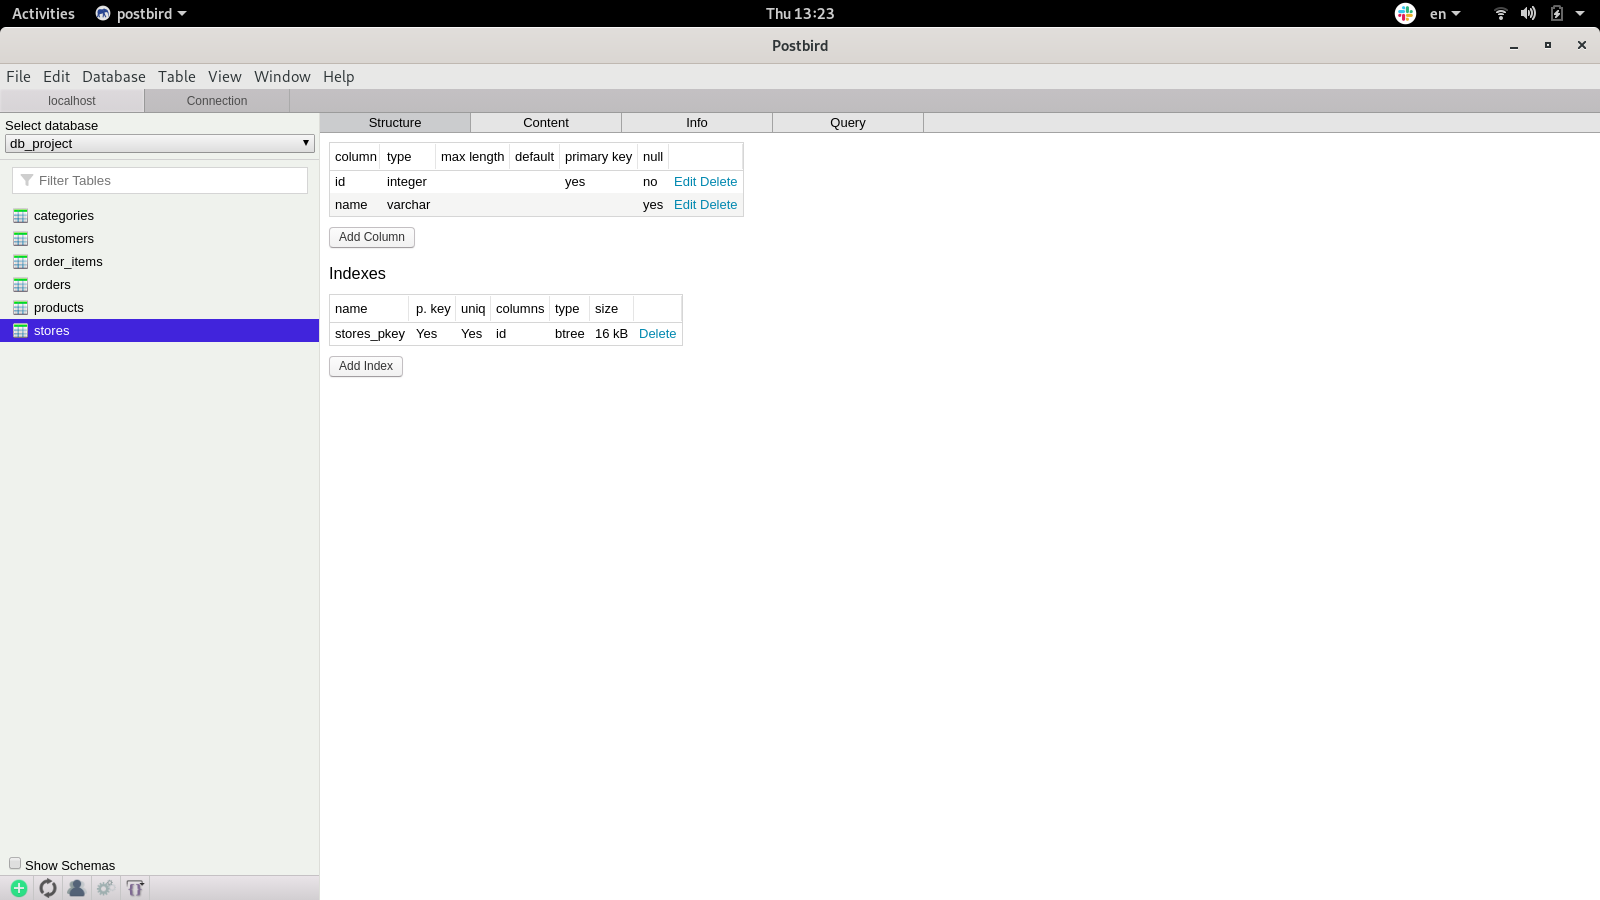 Activities postbird Thu 13:23 en
Postbird
File Edit Database Table View Window Help
localhost Connection
Select database
db_project
Filter Tables
categories
customers
order_items
orders
products
stores
Show Schemas
Structure Content Info Query
column type max length default primary key null
id integer yes no Edit Delete
name varchar yes Edit Delete
Add Column
Indexes
name p. key uniq columns type size
stores_pkey Yes Yes id btree 16 kB Delete
Add Index